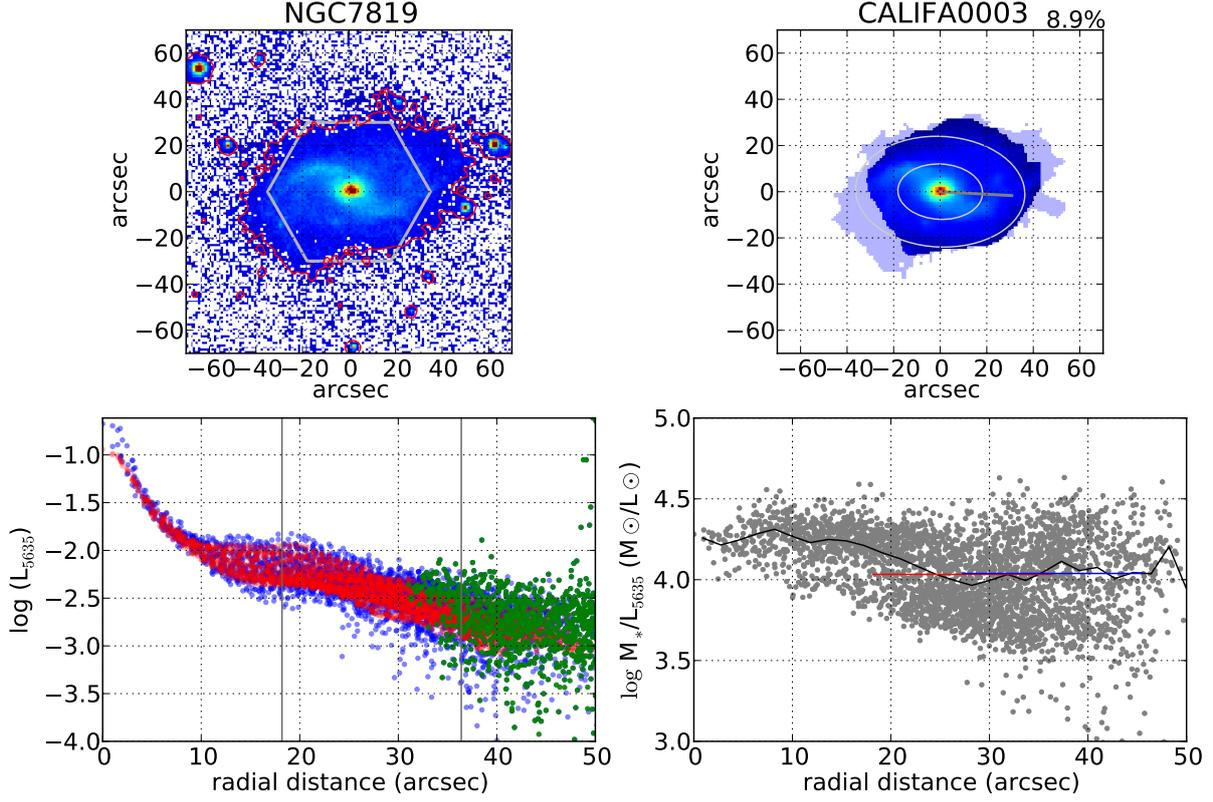 NGC7819
CALIFA0003 8.9%
60
40
20
0
−20
−40
−60
arcsec
−60 −40 −20 0 20 40 60
arcsec
60
40
20
0
−20
−40
−60
arcsec
−60 −40 −20 0 20 40 60
arcsec
−1.0
−1.5
−2.0
−2.5
−3.0
−3.5
−4.0
log (L5635)
0 10 20 30 40 50
radial distance (arcsec)
5.0
4.5
4.0
3.5
3.0
log M*/L5635 (M⊙/L⊙)
0 10 20 30 40 50
radial distance (arcsec)